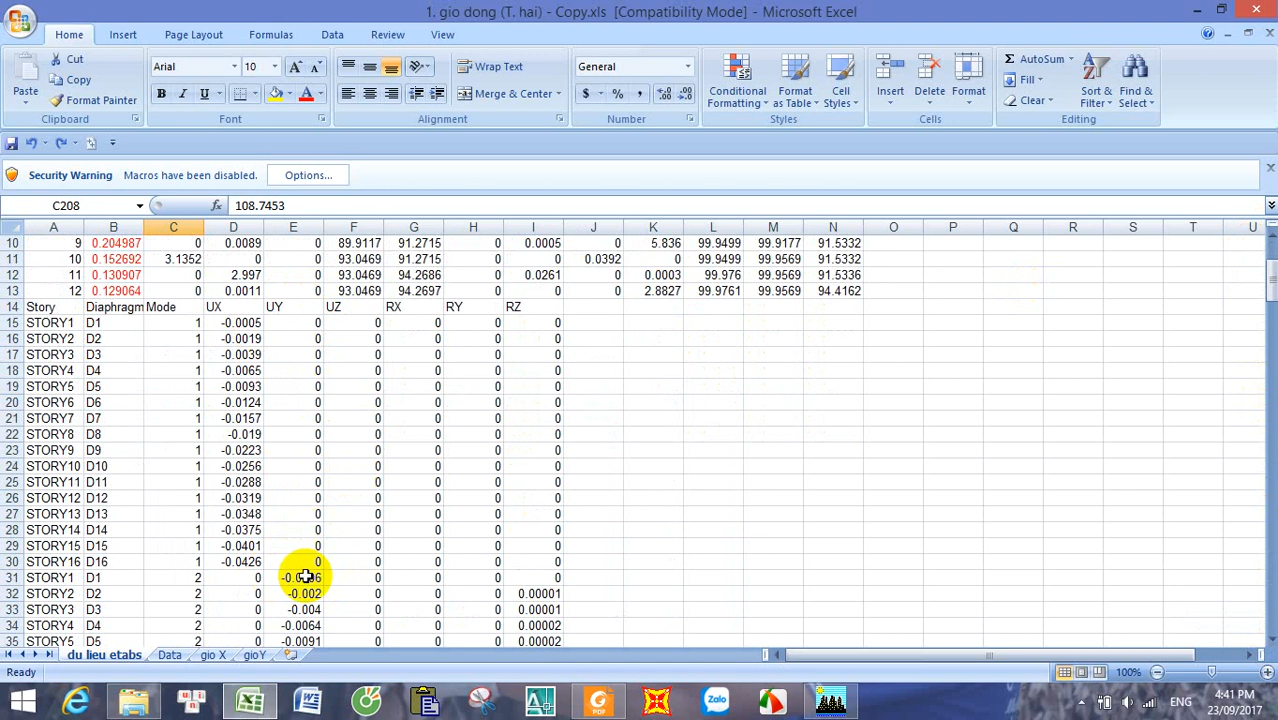 1. gio dong (T. hai) - Copy.xls [Compatibility Mode] - Microsoft Excel
Home Insert Page Layout Formulas Data Review View
Cut
Copy
Format Painter
Paste
Clipboard
Arial 10
B I U A
Font
Wrap Text
Merge & Center
Alignment
General
$ % ,
Number
Conditional Formatting
Format as Table
Cell Styles
Styles
Insert Delete Format
Cells
AutoSum
Fill
Clear
Sort & Filter
Find & Select
Editing
Security Warning Macros have been disabled. Options...
C208 fx 108.7453
A B C D E F G H I J K L M N O P Q R S T U
10 9 0.204987 0 0.0089 0 89.9117 91.2715 0 0.0005 0 5.836 99.9499 99.9177 91.5332
11 10 0.152692 3.1352 0 0 93.0469 91.2715 0 0 0.0392 0 99.9499 99.9569 91.5332
12 11 0.130907 0 2.997 0 93.0469 94.2686 0 0.0261 0 0.0003 99.976 99.9569 91.5336
13 12 0.129064 0 0.0011 0 93.0469 94.2697 0 0 0 2.8827 99.9761 99.9569 94.4162
14 Story Diaphragm Mode UX UY UZ RX RY RZ
15 STORY1 D1 1 -0.0005 0 0 0 0 0
16 STORY2 D2 1 -0.0019 0 0 0 0 0
17 STORY3 D3 1 -0.0039 0 0 0 0 0
18 STORY4 D4 1 -0.0065 0 0 0 0 0
19 STORY5 D5 1 -0.0093 0 0 0 0 0
20 STORY6 D6 1 -0.0124 0 0 0 0 0
21 STORY7 D7 1 -0.0157 0 0 0 0 0
22 STORY8 D8 1 -0.019 0 0 0 0 0
23 STORY9 D9 1 -0.0223 0 0 0 0 0
24 STORY10 D10 1 -0.0256 0 0 0 0 0
25 STORY11 D11 1 -0.0288 0 0 0 0 0
26 STORY12 D12 1 -0.0319 0 0 0 0 0
27 STORY13 D13 1 -0.0348 0 0 0 0 0
28 STORY14 D14 1 -0.0375 0 0 0 0 0
29 STORY15 D15 1 -0.0401 0 0 0 0 0
30 STORY16 D16 1 -0.0426 0 0 0 0 0
31 STORY1 D1 2 0 0 0 0 0
32 STORY2 D2 2 0 -0.002 0 0 0 0.00001
33 STORY3 D3 2 0 -0.004 0 0 0 0.00001
34 STORY4 D4 2 0 -0.0064 0 0 0 0.00002
35 STORY5 D5 2 0 -0.0091 0 0 0 0.00002
du lieu etabs Data gio X gioY
Ready 100%
Zalo
PDF
ENG
4:41 PM
23/09/2017